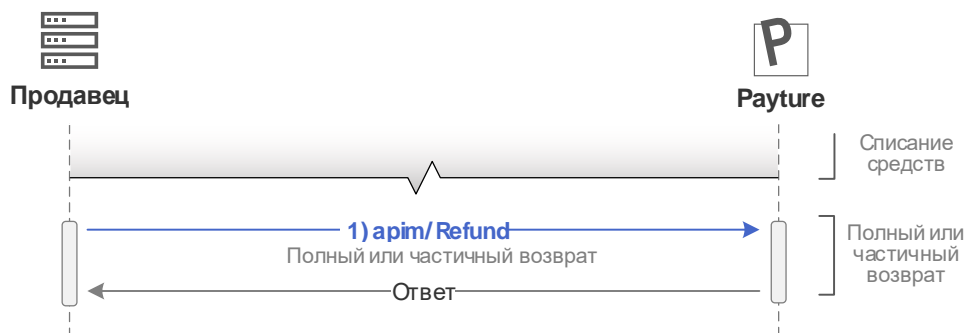 P
Продавец
Payture
Списание
средств
1) apim/Refund
Полный или частичный возврат
Ответ
Полный или
частичный
возврат